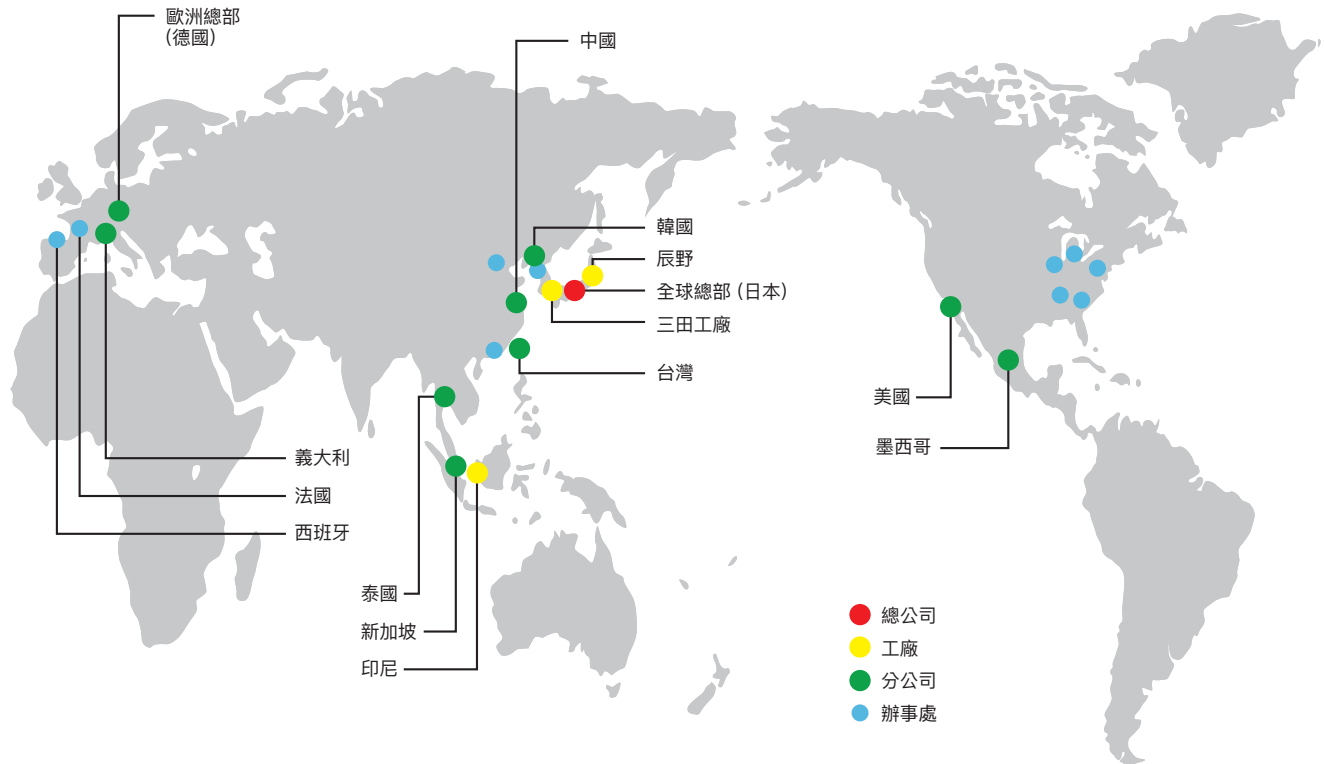 歐洲總部
(德國)
中國
韓國
辰野
全球總部 (日本)
三田工廠
台灣
美國
墨西哥
義大利
法國
西班牙
泰國
新加坡
印尼
總公司
工廠
分公司
辦事處